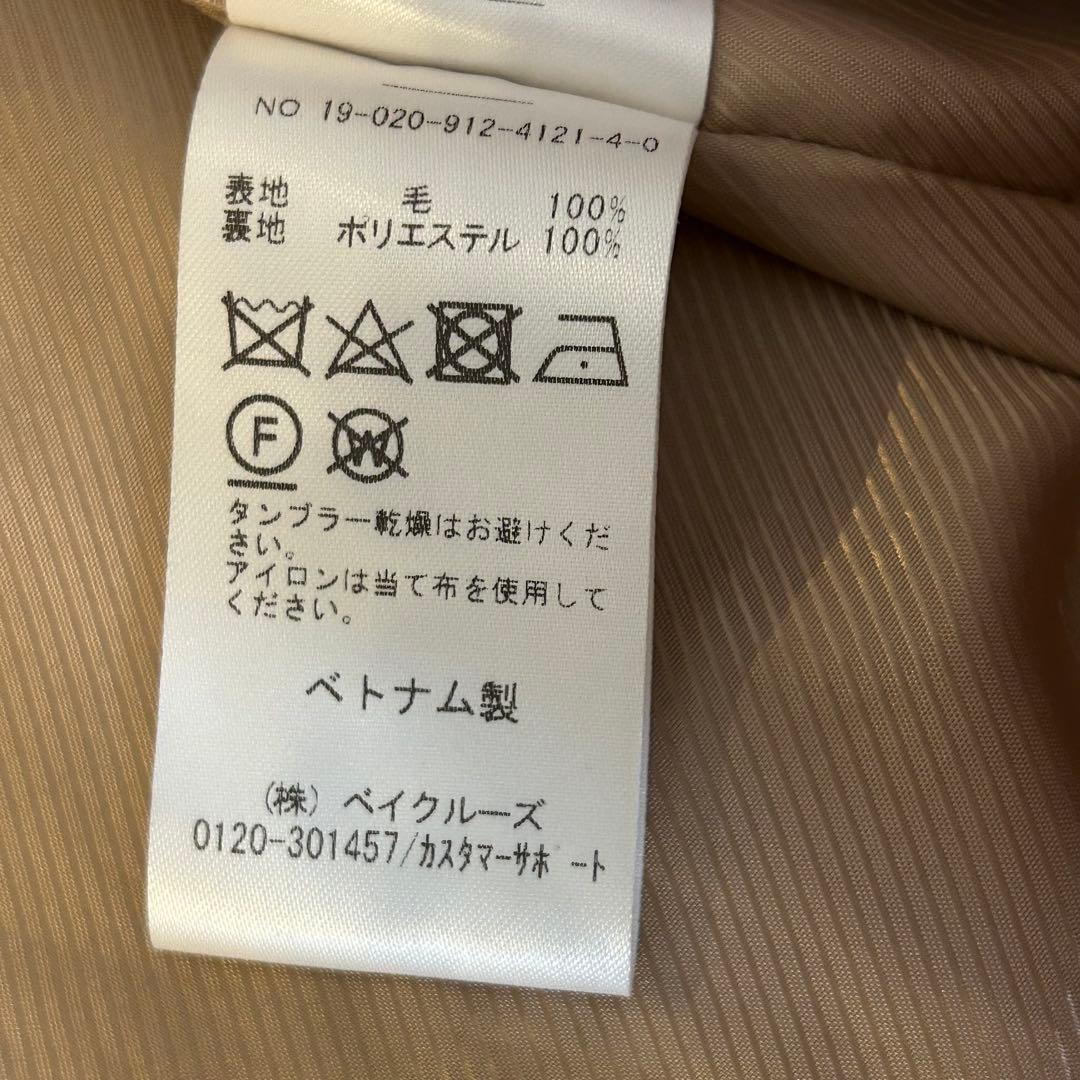 NO 19-020-912-4121-4-0
表地 毛 100%
裏地 ポリエステル 100%
F
W
タンブラー乾燥はお避けくだ
さい。
アイロンは当て布を使用して
ください。
ベトナム製
(株) ベイクルーズ
0120-301457/カスタマーサポート